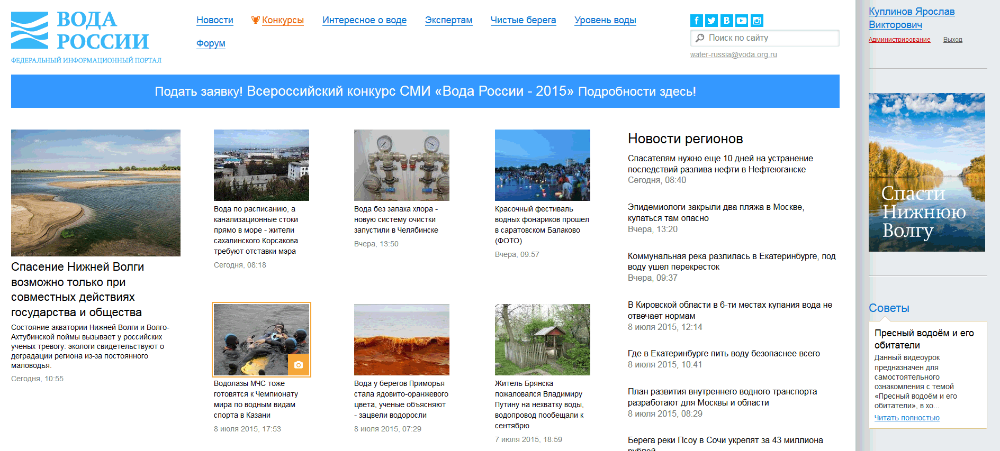 ВОДА
РОССИИ
ФЕДЕРАЛЬНЫЙ ИНФОРМАЦИОННЫЙ ПОРТАЛ
Новости
Конкурсы
Интересное о воде
Экспертам
Чистые берега
Уровень воды
Форум
Поиск по сайту
water-russia@voda.org.ru
Куплинов Ярослав
Викторович
Администрирование
Выход
Подать заявку! Всероссийский конкурс СМИ «Вода России - 2015» Подробности здесь!
Спасение Нижней Волги
возможно только при
совместных действиях
государства и общества
Состояние акватории Нижней Волги и Волго-
Ахтубинской поймы вызывает у российских
ученых тревогу: экологи свидетельствуют о
деградации региона из-за постоянного
маловодья.
Сегодня, 10:55
Вода по расписанию, а
канализационные стоки
прямо в море - жители
сахалинского Корсакова
требуют отставки мэра
Сегодня, 08:18
Вода без запаха хлора -
новую систему очистки
запустили в Челябинске
Вчера, 13:50
Красочный фестиваль
водных фонариков прошел
в саратовском Балаково
(ФОТО)
Вчера, 09:57
Водолазы МЧС тоже
готовятся к Чемпионату
мира по водным видам
спорта в Казани
8 июля 2015, 17:53
Вода у берегов Приморья
стала ядовито-оранжевого
цвета, ученые объясняют
- зацвели водоросли
8 июля 2015, 07:29
Житель Брянска
пожаловался Владимиру
Путину на нехватку воды,
водопровод пообещали к
сентябрю
7 июля 2015, 18:59
Новости регионов
Спасателям нужно еще 10 дней на устранение
последствий разлива нефти в Нефтеюганске
Сегодня, 08:40
Эпидемиологи закрыли два пляжа в Москве,
купаться там опасно
Вчера, 13:20
Коммунальная река разлилась в Екатеринбурге, под
воду ушел перекресток
Вчера, 09:37
В Кировской области в 6-ти местах купания вода не
отвечает нормам
8 июля 2015, 12:14
Где в Екатеринбурге пить воду безопаснее всего
8 июля 2015, 10:41
План развития внутреннего водного транспорта
разработают для Москвы и области
8 июля 2015, 08:29
Берега реки Псоу в Сочи укрепят за 43 миллиона
рублей
Спасти
Нижнюю
Волгу
Советы
Пресный водоём и его
обитатели
Данный видеоурок
предназначен для
самостоятельного
ознакомления с темой
«Пресный водоём и его
обитатели», в хо...
Читать полностью